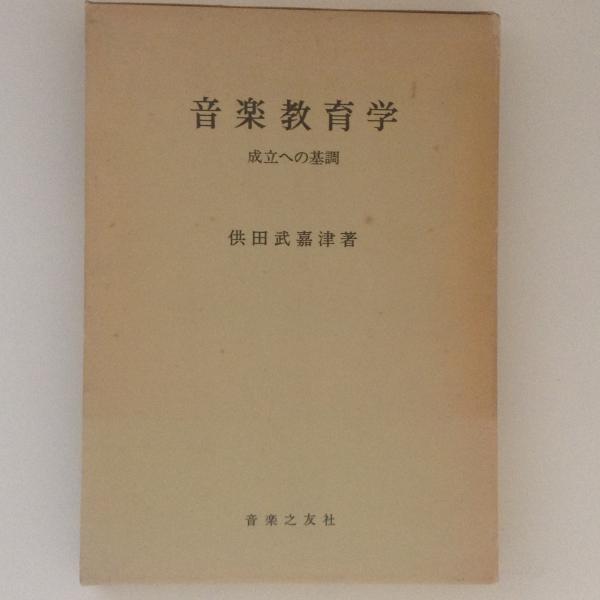 音楽教育学
成立への基調
供田武嘉津著
音楽之友社